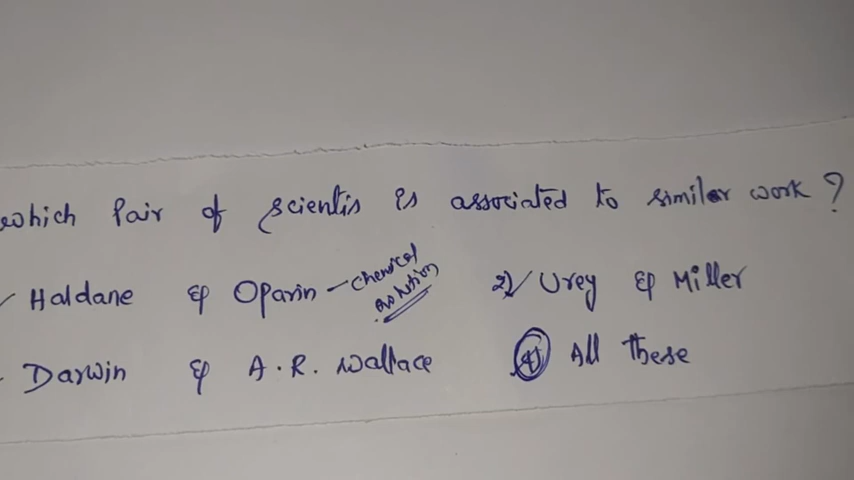 which Pair of scientis is associated to similar work ?
Haldane & Oparin - chemical evolution 2) Urey & Miller
Darwin & A.R. Wallace (4) All These